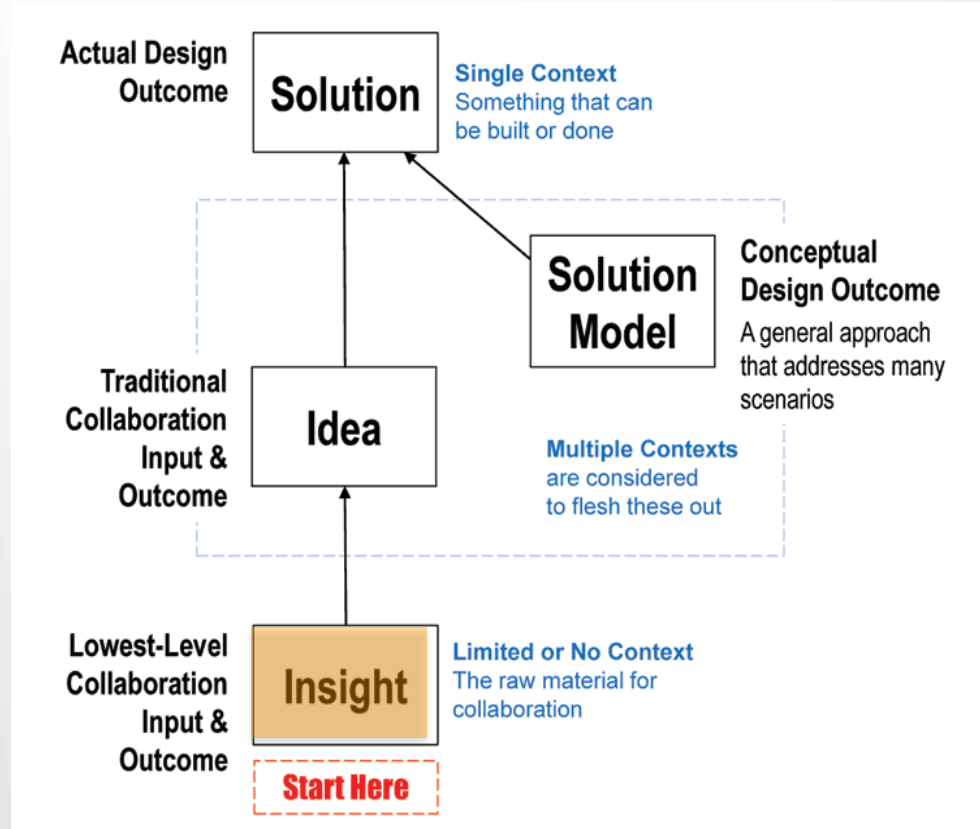 Actual Design
Outcome
Solution
Single Context
Something that can
be built or done
Solution
Model
Conceptual
Design Outcome
A general approach
that addresses many
scenarios
Traditional
Collaboration
Input &
Outcome
Idea
Multiple Contexts
are considered
to flesh these out
Lowest-Level
Collaboration
Input &
Outcome
Insight
Limited or No Context
The raw material for
collaboration
Start Here